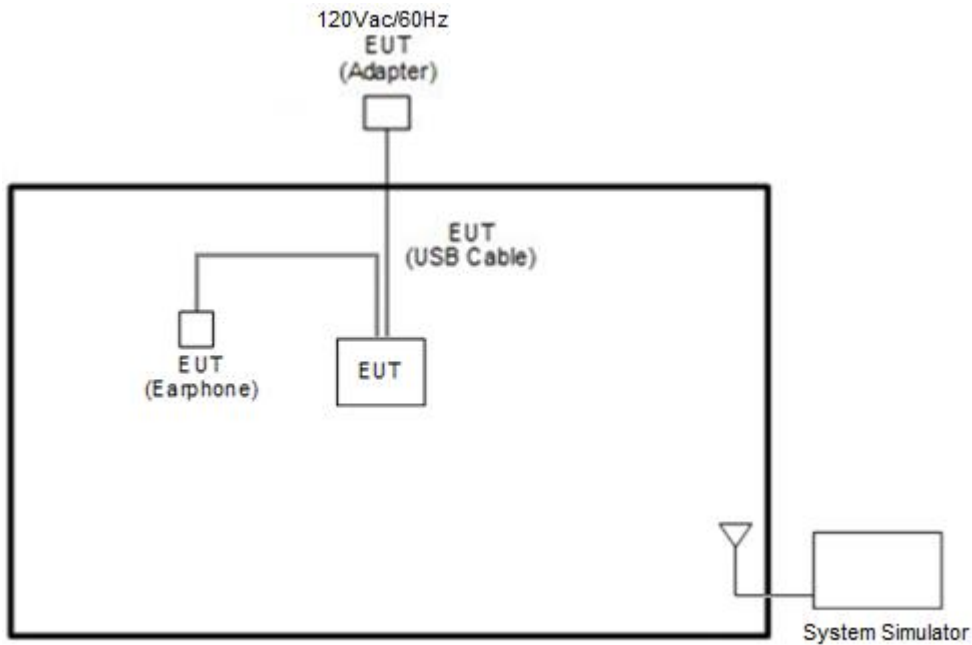 120Vac/60Hz
EUT
(Adapter)
EUT
(USB Cable)
EUT
(Earphone)
EUT
System Simulator